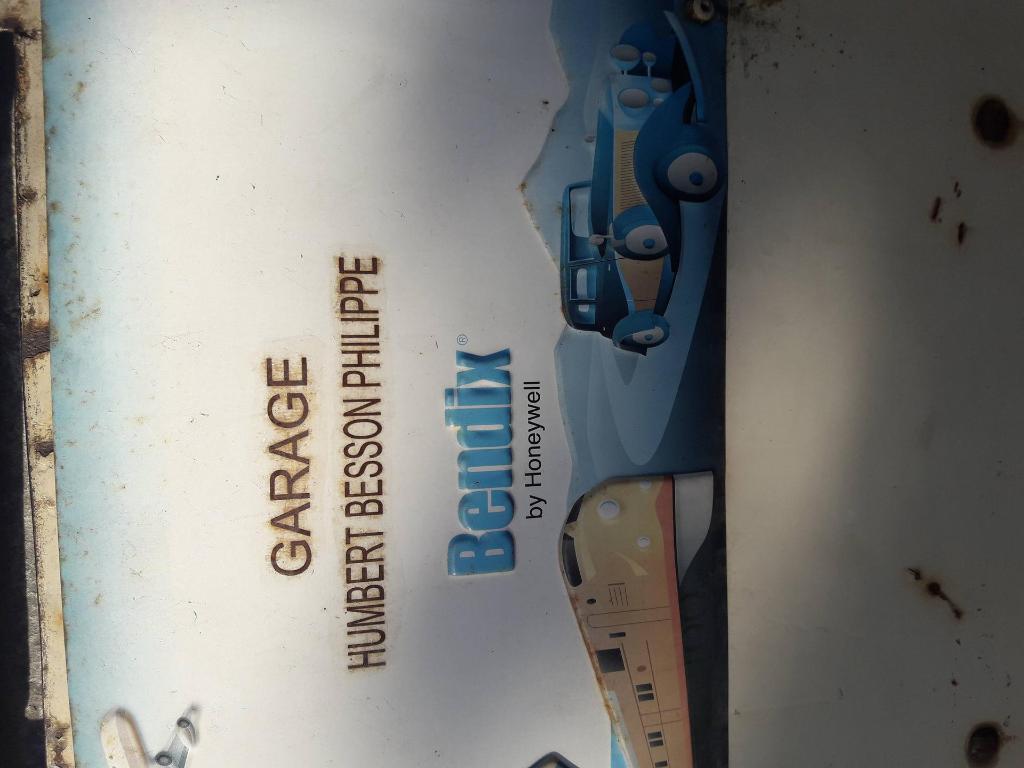 GARAGE
HUMBERT BESSON PHILIPPE
Bendix®
by Honeywell